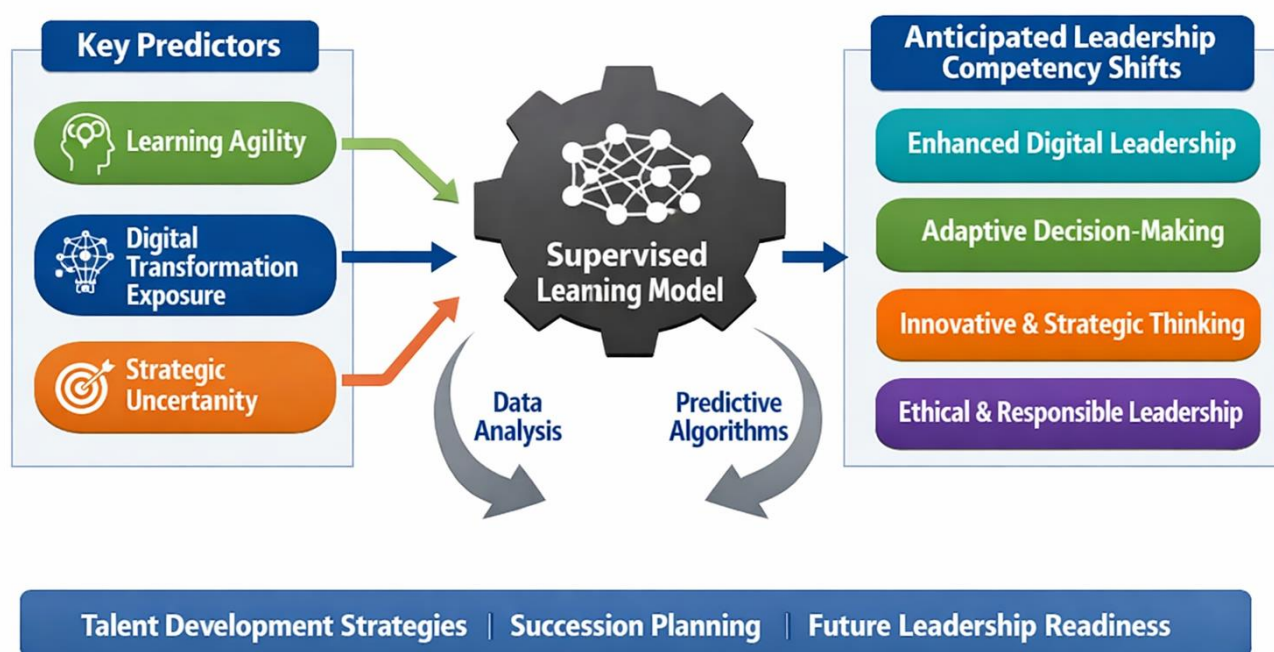 Key Predictors
Learning Agility
Digital
Transformation
Exposure
Strategic
Uncertanity
Supervised
Learning Model
Data
Analysis
Predictive
Algorithms
Anticipated Leadership
Competency Shifts
Enhanced Digital Leadership
Adaptive Decision-Making
Innovative & Strategic Thinking
Ethical & Responsible Leadership
Talent Development Strategies | Succession Planning | Future Leadership Readiness